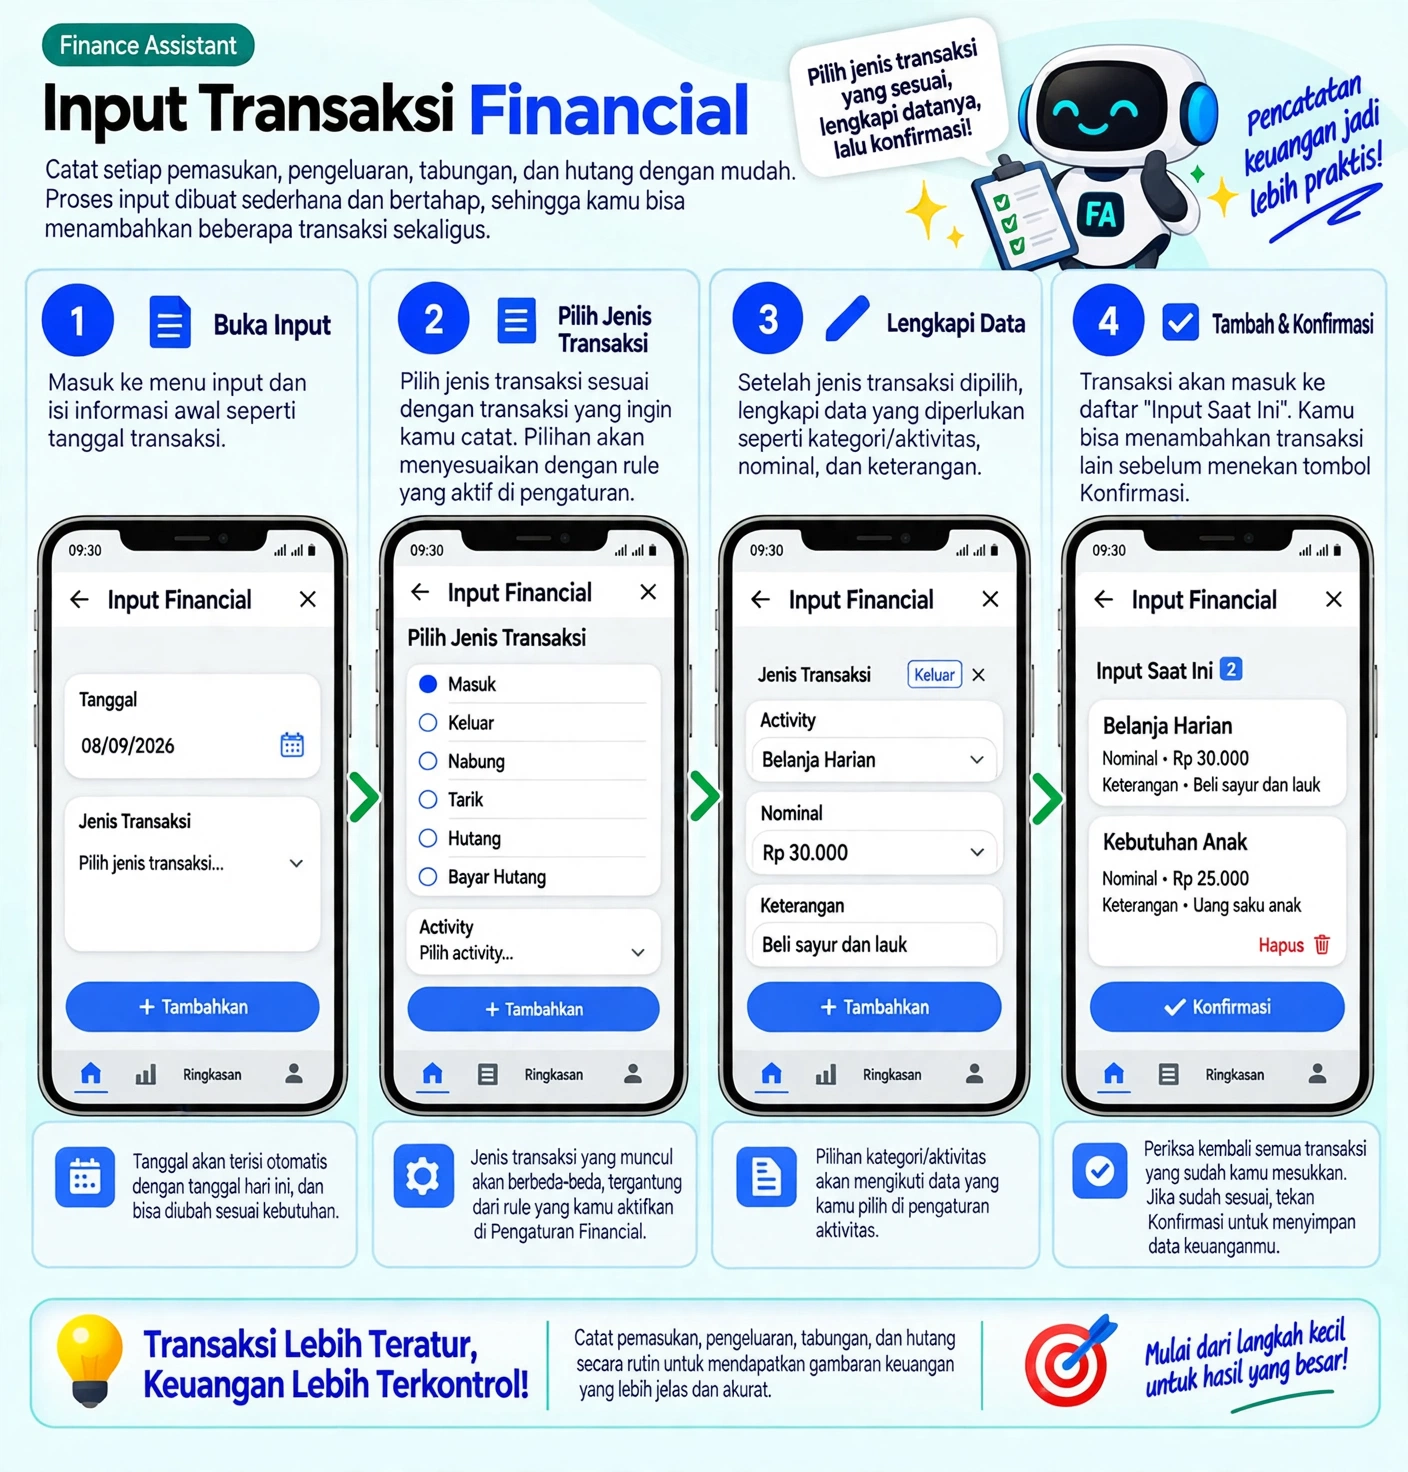 Finance Assistant
Input Transaksi Financial
Catat setiap pemasukan, pengeluaran, tabungan, dan hutang dengan mudah.
Proses input dibuat sederhana dan bertahap, sehingga kamu bisa
menambahkan beberapa transaksi sekaligus.
Pilih jenis transaksi
yang sesuai,
lengkapi datanya,
lalu konfirmasi!
FA
Pencatatan
keuangan jadi
lebih praktis!
1
Buka Input
Masuk ke menu input dan
isi informasi awal seperti
tanggal transaksi.
09:30
Input Financial
Tanggal
08/09/2026
Jenis Transaksi
Pilih jenis transaksi...
+ Tambahkan
Ringkasan
Tanggal akan terisi otomatis
dengan tanggal hari ini, dan
bisa diubah sesuai kebutuhan.
2
Pilih Jenis
Transaksi
Pilih jenis transaksi sesuai
dengan transaksi yang ingin
kamu catat. Pilihan akan
menyesuaikan dengan rule
yang aktif di pengaturan.
09:30
Input Financial
Pilih Jenis Transaksi
Masuk
Keluar
Nabung
Tarik
Hutang
Bayar Hutang
Activity
Pilih activity...
+ Tambahkan
Ringkasan
Jenis transaksi yang muncul
akan berbeda-beda, tergantung
dari rule yang kamu aktifkan
di Pengaturan Financial.
3
Lengkapi Data
Setelah jenis transaksi dipilih,
lengkapi data yang diperlukan
seperti kategori/aktivitas,
nominal, dan keterangan.
09:30
Input Financial
Jenis Transaksi Keluar
Activity
Belanja Harian
Nominal
Rp 30.000
Keterangan
Beli sayur dan lauk
+ Tambahkan
Ringkasan
Pilihan kategori/aktivitas
akan mengikuti data yang
kamu pilih di pengaturan
aktivitas.
4
Tambah & Konfirmasi
Transaksi akan masuk ke
daftar "Input Saat Ini". Kamu
bisa menambahkan transaksi
lain sebelum menekan tombol
Konfirmasi.
09:30
Input Financial
Input Saat Ini 2
Belanja Harian
Nominal • Rp 30.000
Keterangan • Beli sayur dan lauk
Kebutuhan Anak
Nominal • Rp 25.000
Keterangan • Uang saku anak
Hapus
Konfirmasi
Ringkasan
Periksa kembali semua transaksi
yang sudah kamu mesukkan.
Jika sudah sesuai, tekan
Konfirmasi untuk menyimpan
data keuanganmu.
Transaksi Lebih Teratur,
Keuangan Lebih Terkontrol!
Catat pemasukan, pengeluaran, tabungan, dan hutang
secara rutin untuk mendapatkan gambaran keuangan
yang lebih jelas dan akurat.
Mulai dari langkah kecil
untuk hasil yang besar!